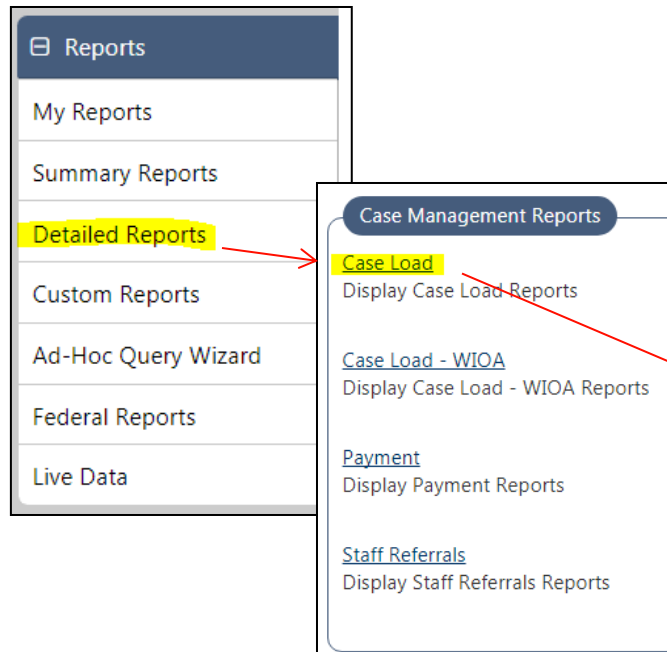 Reports
My Reports
Summary Reports
Detailed Reports
Custom Reports
Ad-Hoc Query Wizard
Federal Reports
Live Data
Case Management Reports
Case Load
Display Case Load Reports
Case Load - WIOA
Display Case Load - WIOA Reports
Payment
Display Payment Reports
Staff Referrals
Display Staff Referrals Reports